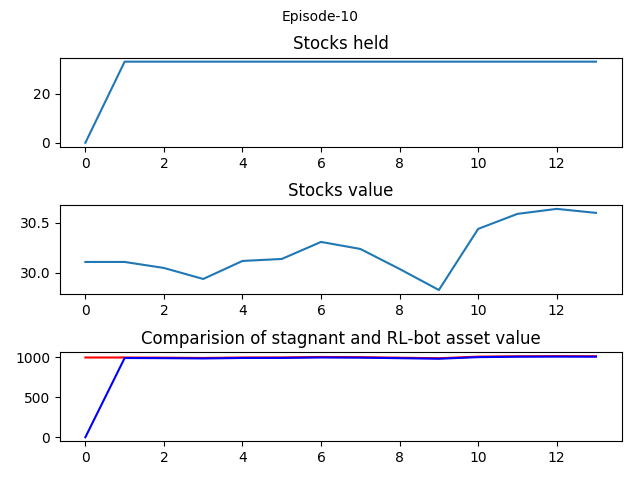 Episode-10
Stocks held
20
0
0 2 4 6 8 10 12
Stocks value
30.5
30.0
0 2 4 6 8 10 12
Comparision of stagnant and RL-bot asset value
1000
500
0
0 2 4 6 8 10 12